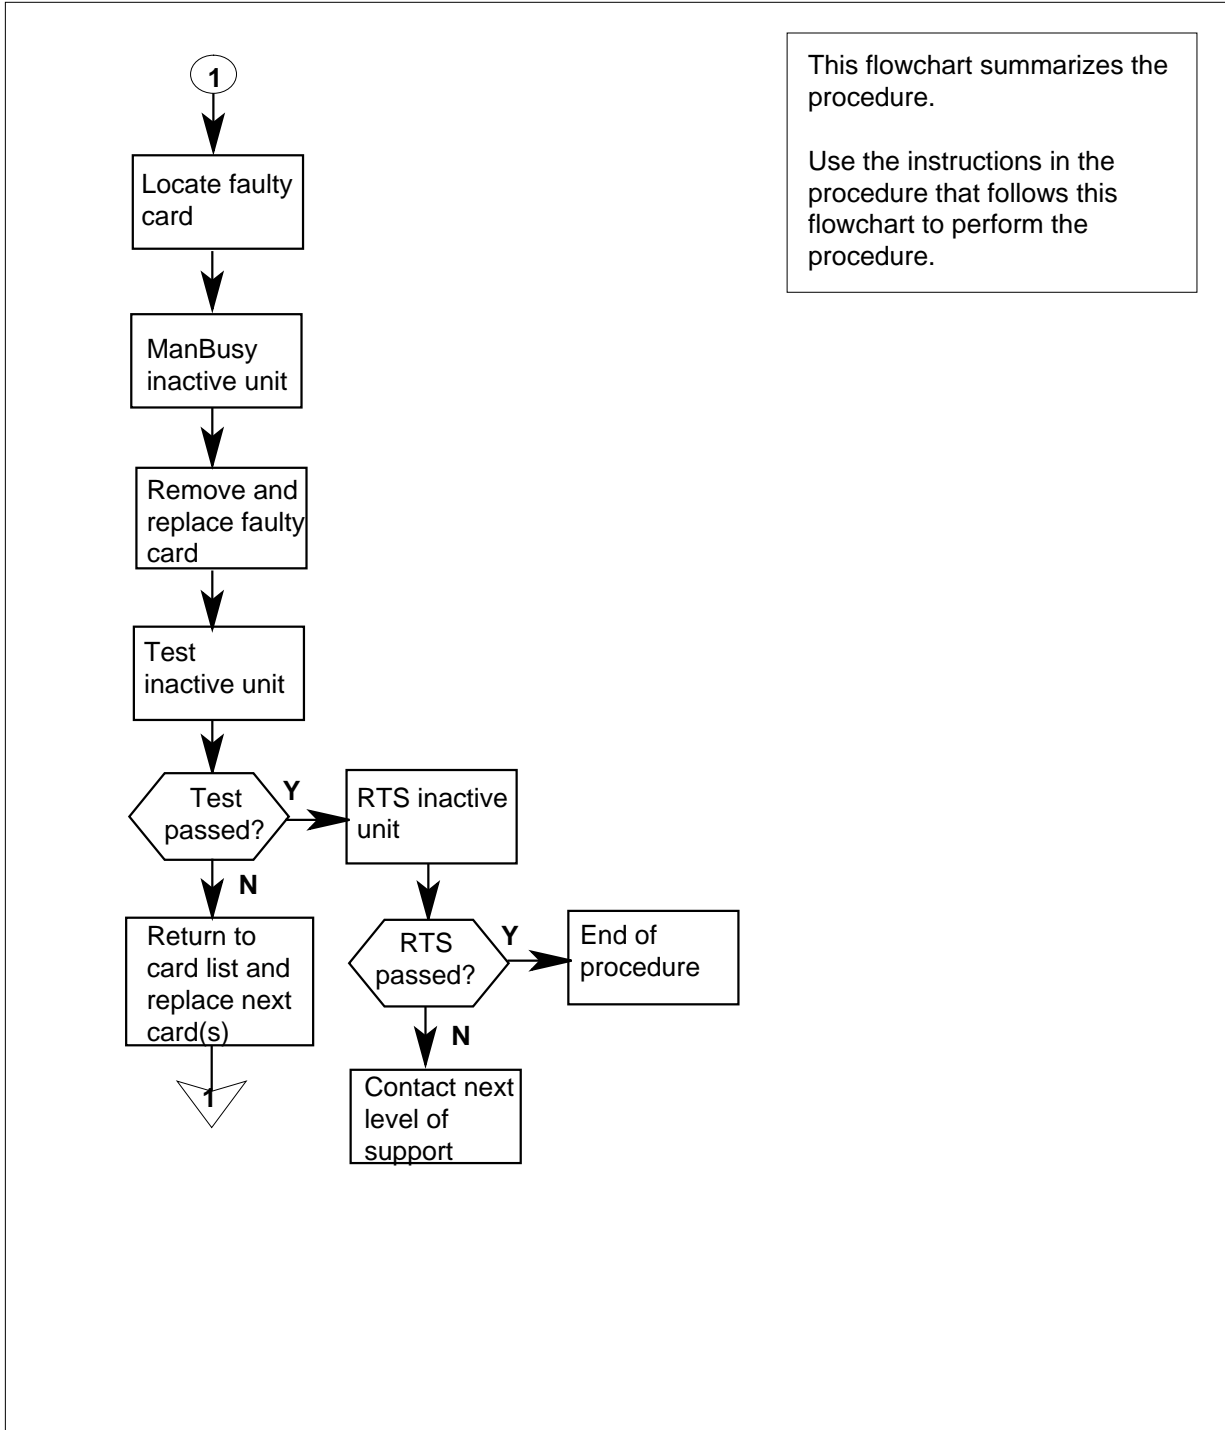 1
This flowchart summarizes the
procedure.
Use the instructions in the
procedure that follows this
flowchart to perform the
procedure.
Locate faulty
card
ManBusy
inactive unit
Remove and
replace faulty
card
Test
inactive unit
Test
passed?
Y
RTS inactive
unit
N
Return to
card list and
replace next
card(s)
1
RTS
passed?
Y
End of
procedure
N
Contact next
level of
support